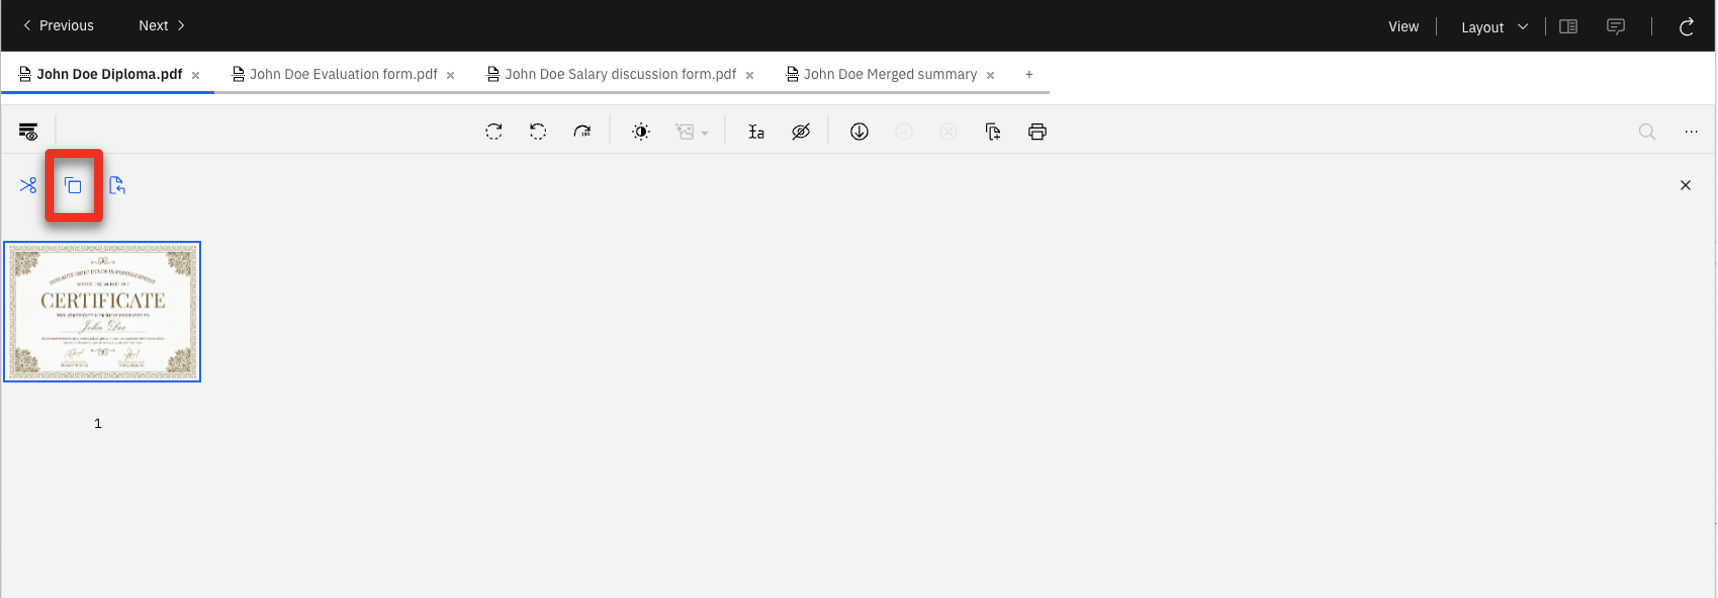 Previous Next View Layout
John Doe Diploma.pdf John Doe Evaluation form.pdf John Doe Salary discussion form.pdf John Doe Merged summary
CERTIFICATE
John Doe
1